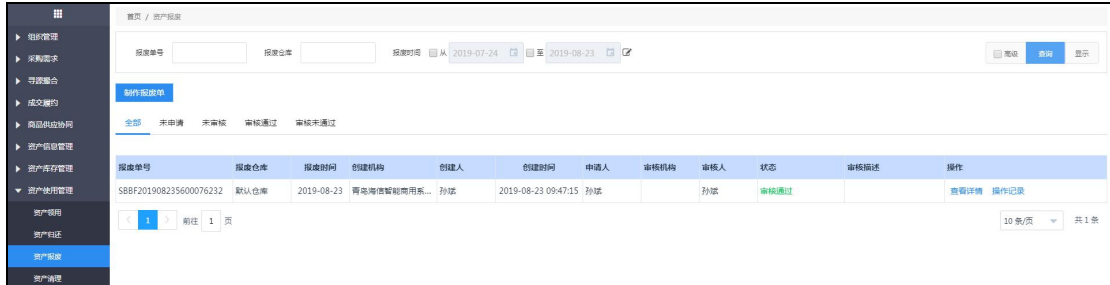 首页 / 资产报废
组织管理
采购需求
寻源撮合
成交履约
商品供应协同
资产信息管理
资产库存管理
资产使用管理
资产领用
资产归还
资产报废
资产清理
报废单号 报废仓库 报废时间 从 2019-07-24 至 2019-08-23 高级 查询 显示
制作报废单
全部 未申请 未审核 审核通过 审核未通过
报废单号 报废仓库 报废时间 创建机构 创建人 创建时间 申请人 审核机构 审核人 状态 审核描述 操作
SBBF201908235600076232 默认仓库 2019-08-23 青岛海信智能商用系... 孙斌 2019-08-23 09:47:15 孙斌 孙斌 审核通过 查看详情 操作记录
1 前往 1 页 10 条/页 共 1 条